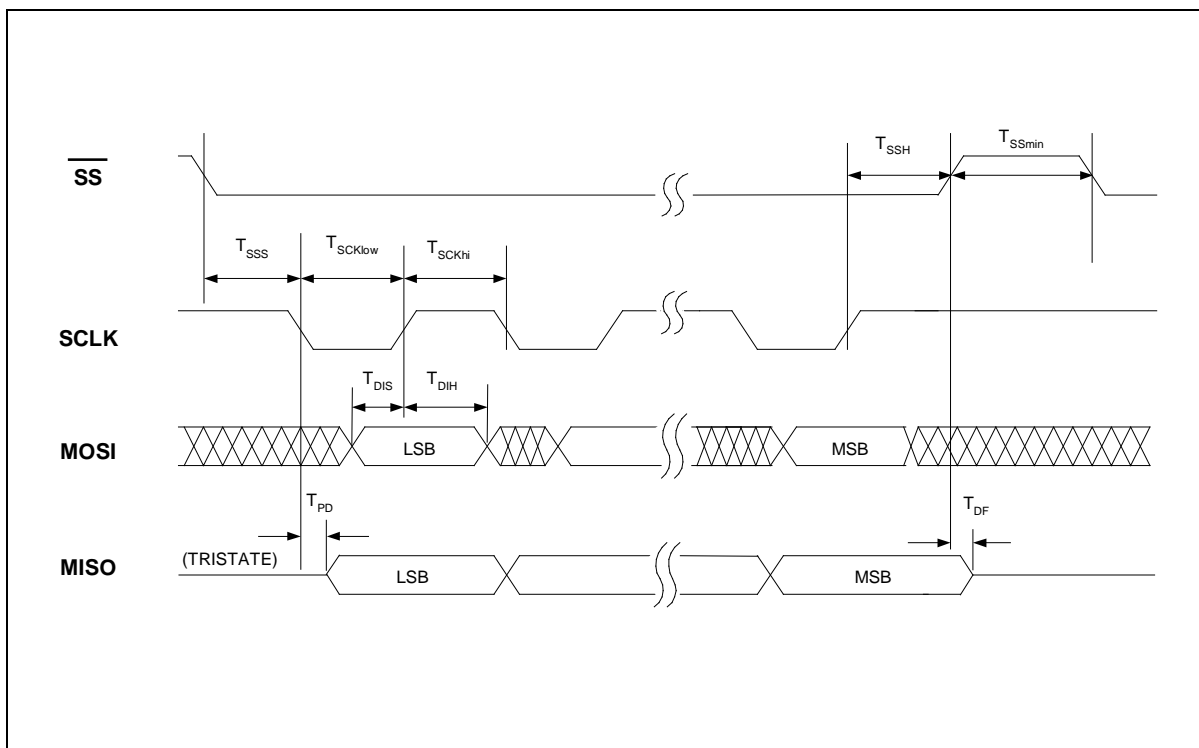 T_SSH
T_SSmin
SS
T_SSS
T_SCKlow
T_SCKhi
SCLK
T_DIS
T_DIH
MOSI
LSB
MSB
T_PD
T_DF
(TRISTATE)
MISO
LSB
MSB